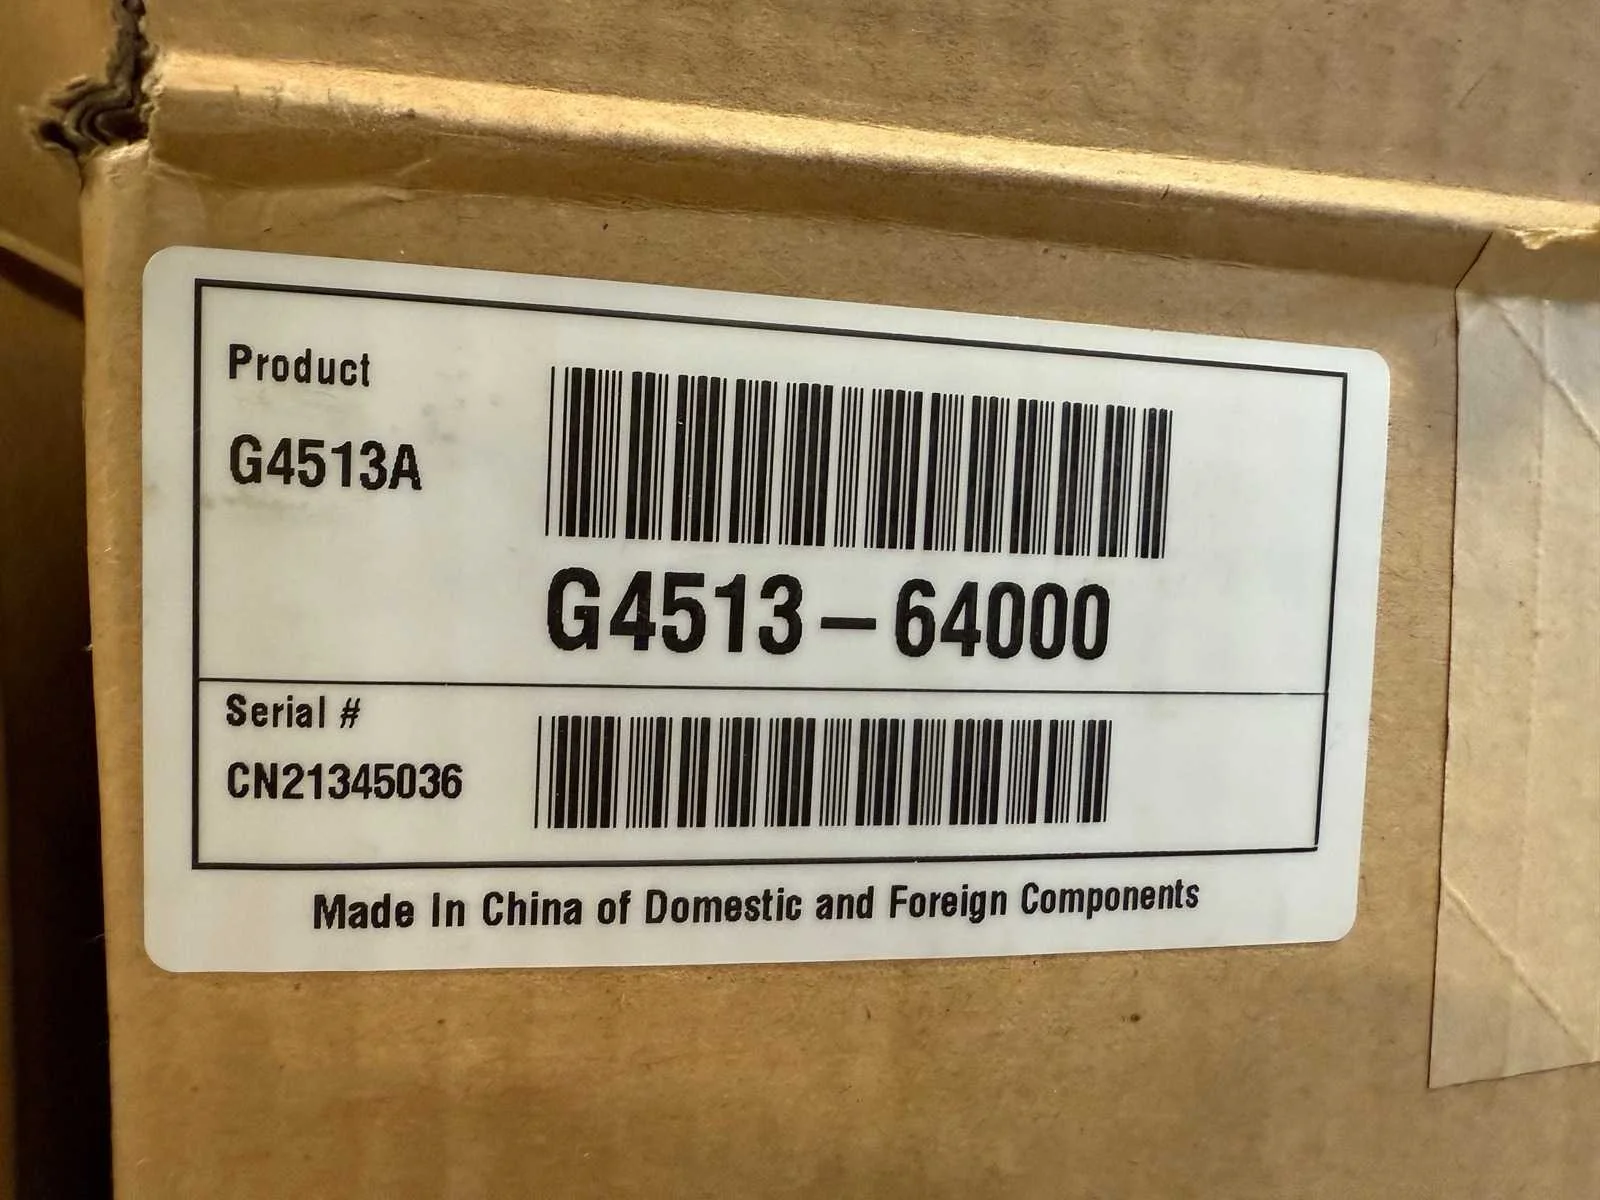 Product
G4513A
G4513-64000
Serial #
CN21345036
Made In China of Domestic and Foreign Components